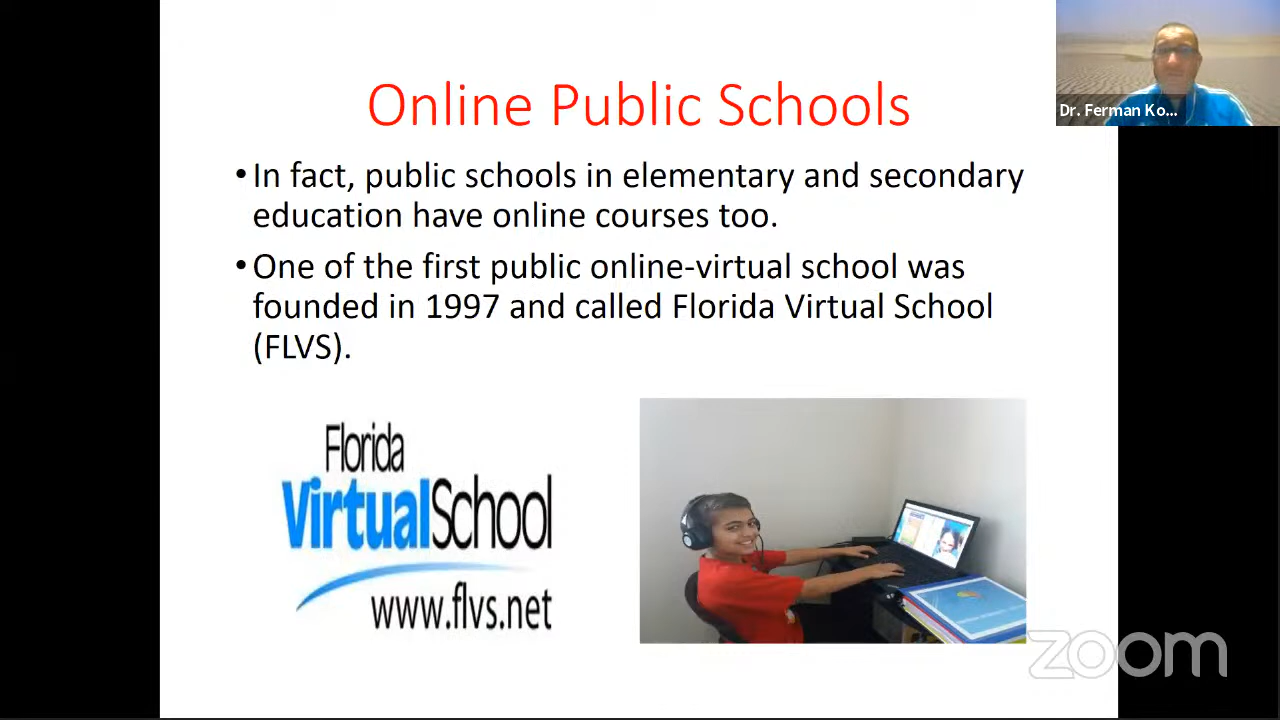 Online Public Schools
Dr. Ferman Ko...
• In fact, public schools in elementary and secondary
education have online courses too.
• One of the first public online-virtual school was
founded in 1997 and called Florida Virtual School
(FLVS).
Florida
VirtualSchool
www.flvs.net
zoom